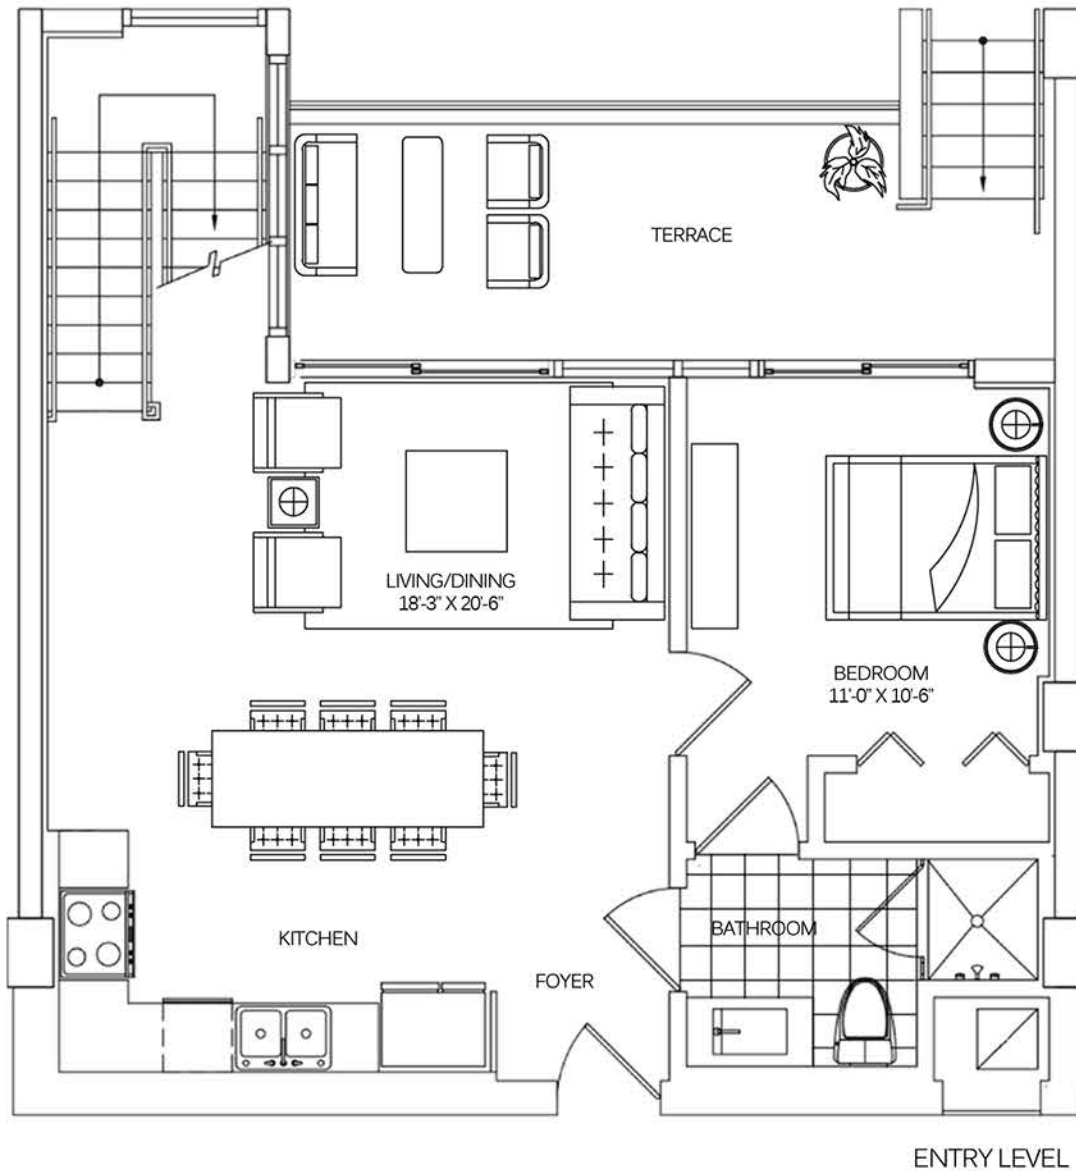 TERRACE
LIVING/DINING
18'-3" X 20'-6"
BEDROOM
11'-0" X 10'-6"
KITCHEN
BATHROOM
FOYER
ENTRY LEVEL